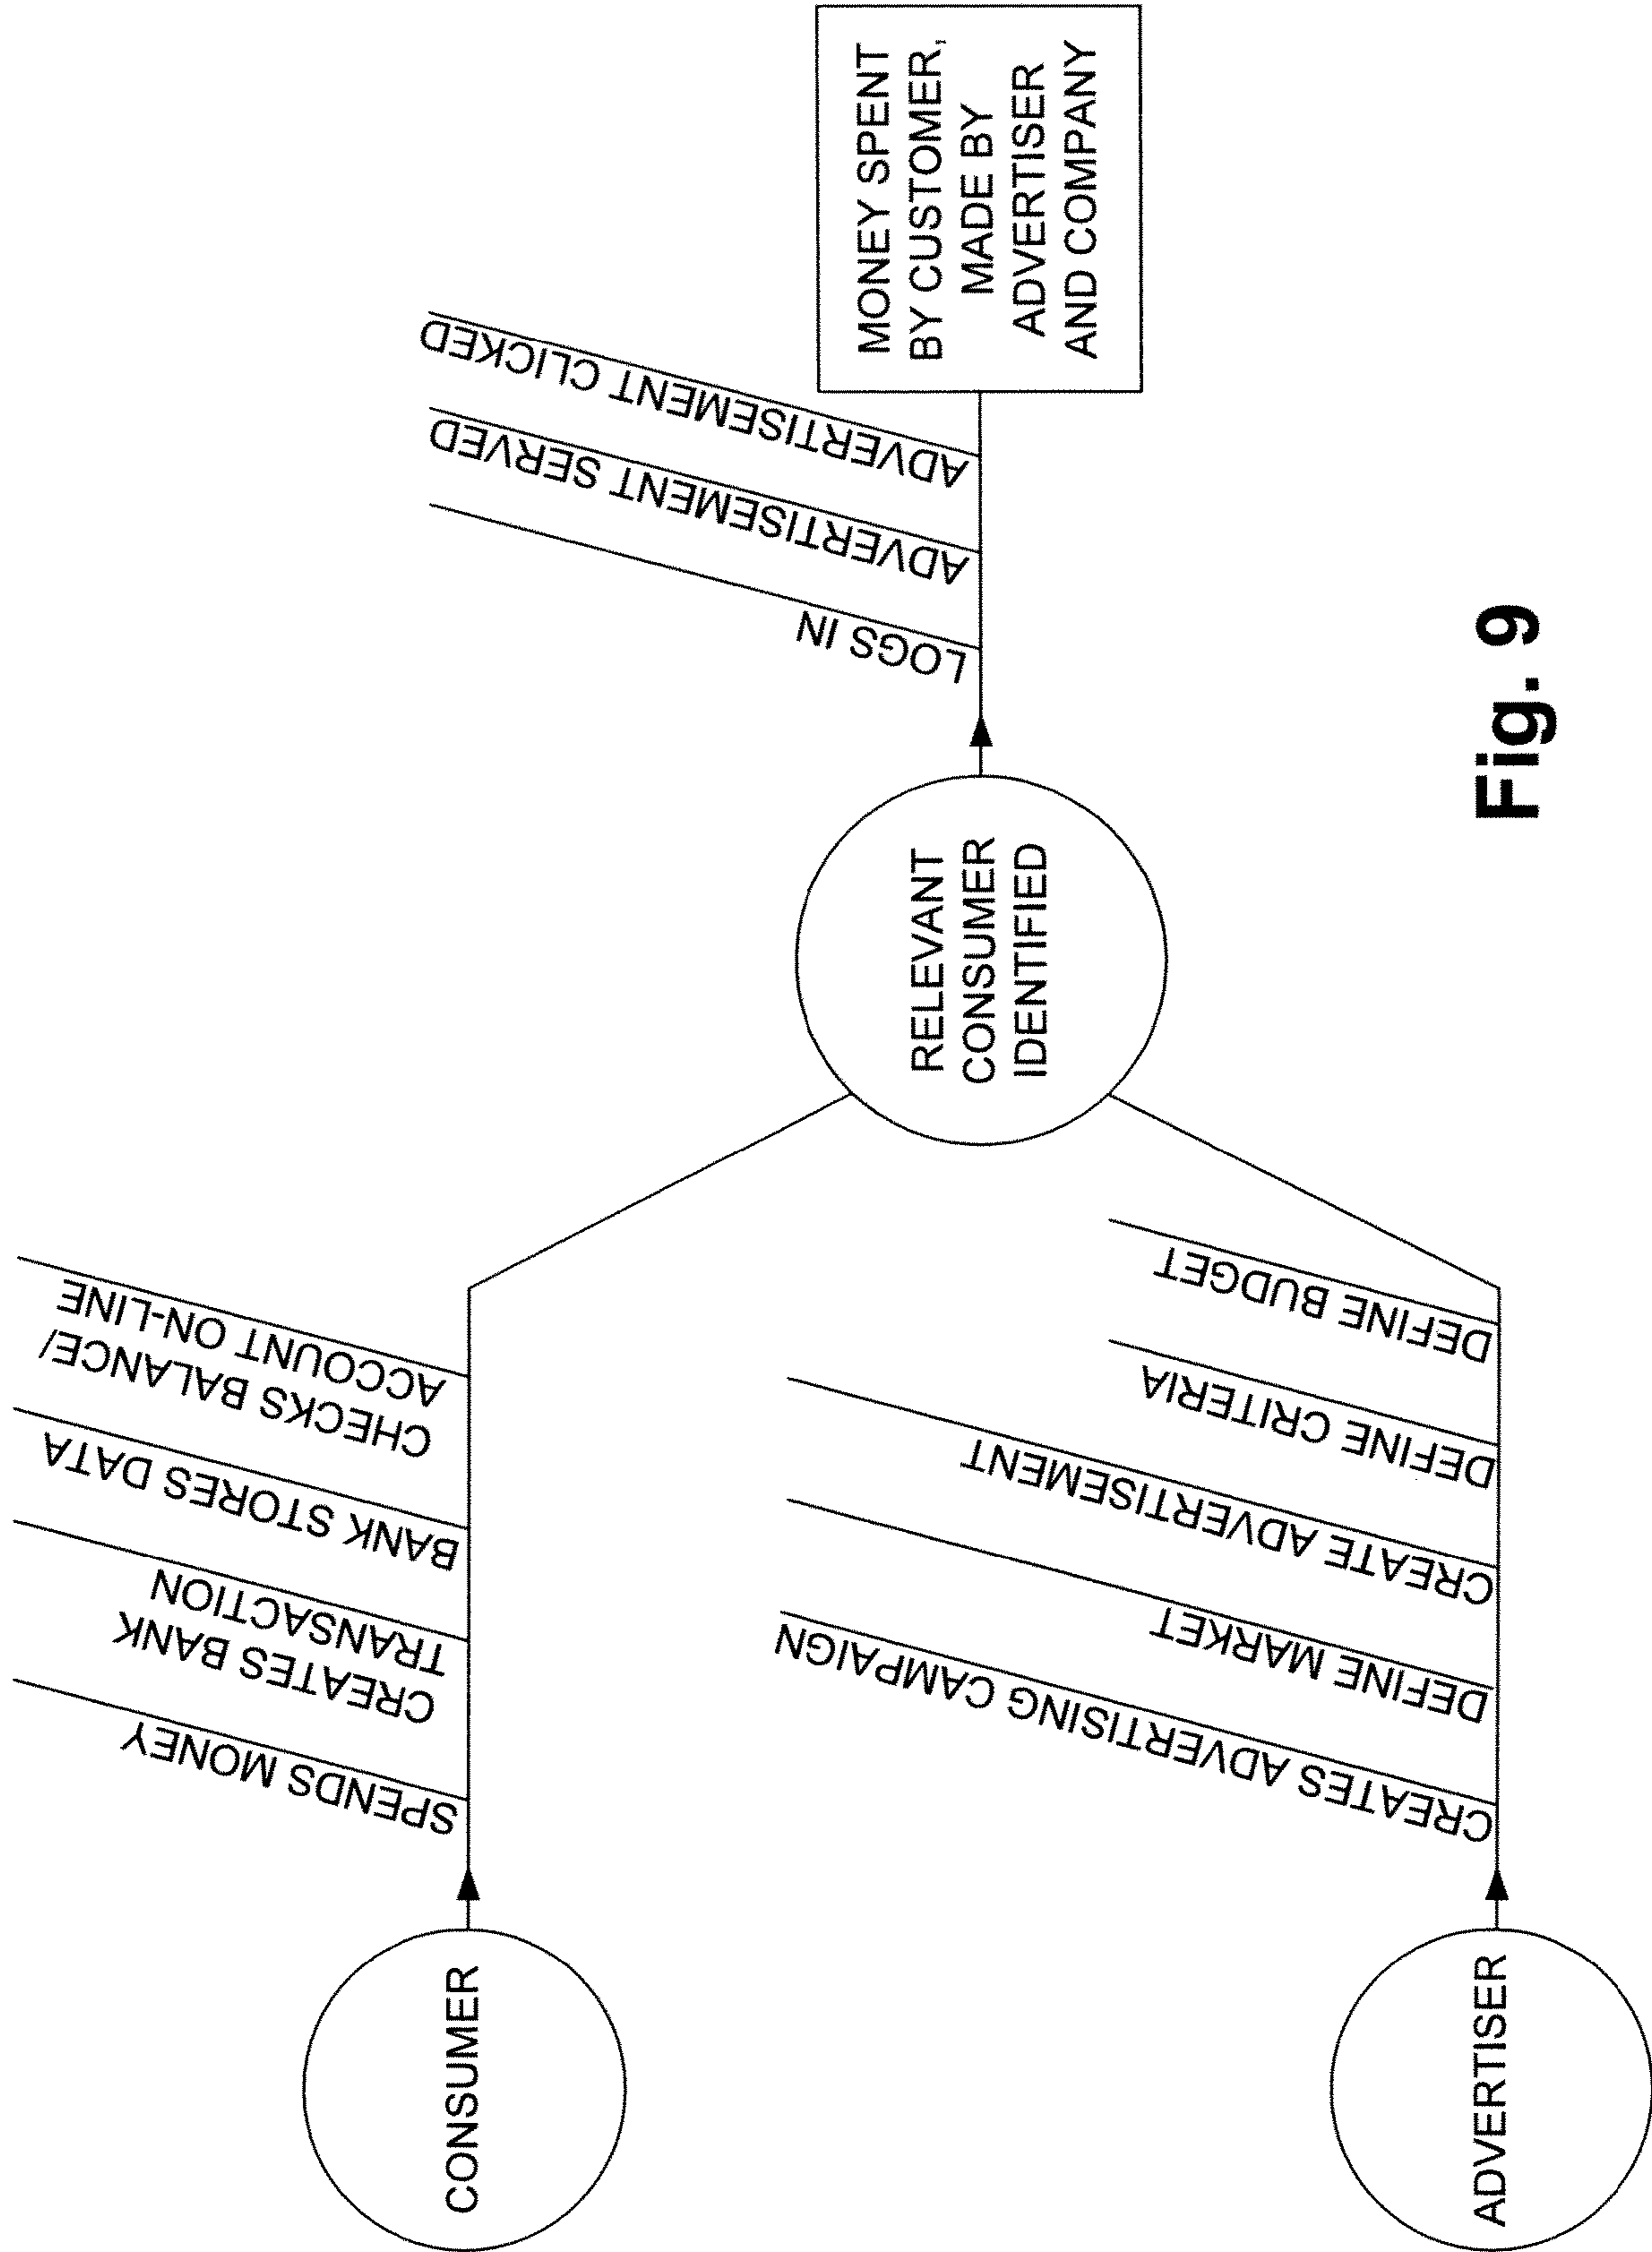 CONSUMER
SPENDS MONEY
CREATES BANK
TRANSACTION
BANK STORES DATA
CHECKS BALANCE/
ACCOUNT ON-LINE
ADVERTISER
CREATES ADVERTISING CAMPAIGN
DEFINE MARKET
CREATE ADVERTISEMENT
DEFINE CRITERIA
DEFINE BUDGET
RELEVANT
CONSUMER
IDENTIFIED
LOGS IN
ADVERTISEMENT SERVED
ADVERTISEMENT CLICKED
MONEY SPENT
BY CUSTOMER,
MADE BY
ADVERTISER
AND COMPANY
Fig. 9